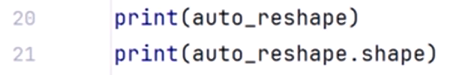 20 print(auto_reshape)
21 print(auto_reshape.shape)